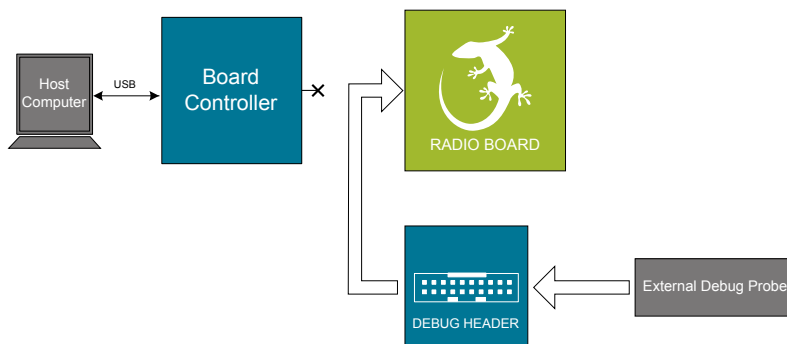 Host
Computer
USB
Board
Controller
RADIO BOARD
DEBUG HEADER
External Debug Probe